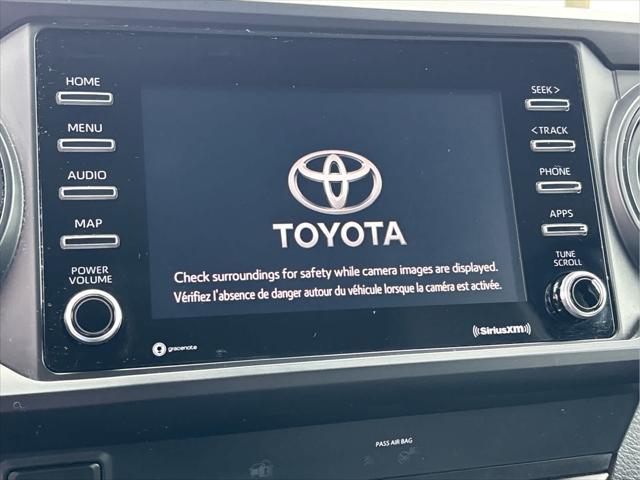 HOME
MENU
AUDIO
MAP
POWER
VOLUME
TOYOTA
Check surroundings for safety while camera images are displayed.
Vérifiez l'absence de danger autour du véhicule lorsque la caméra est activée.
SEEK >
< TRACK
PHONE
APPS
TUNE
SCROLL
gracenote
((SiriusXM))
PASS AIR BAG